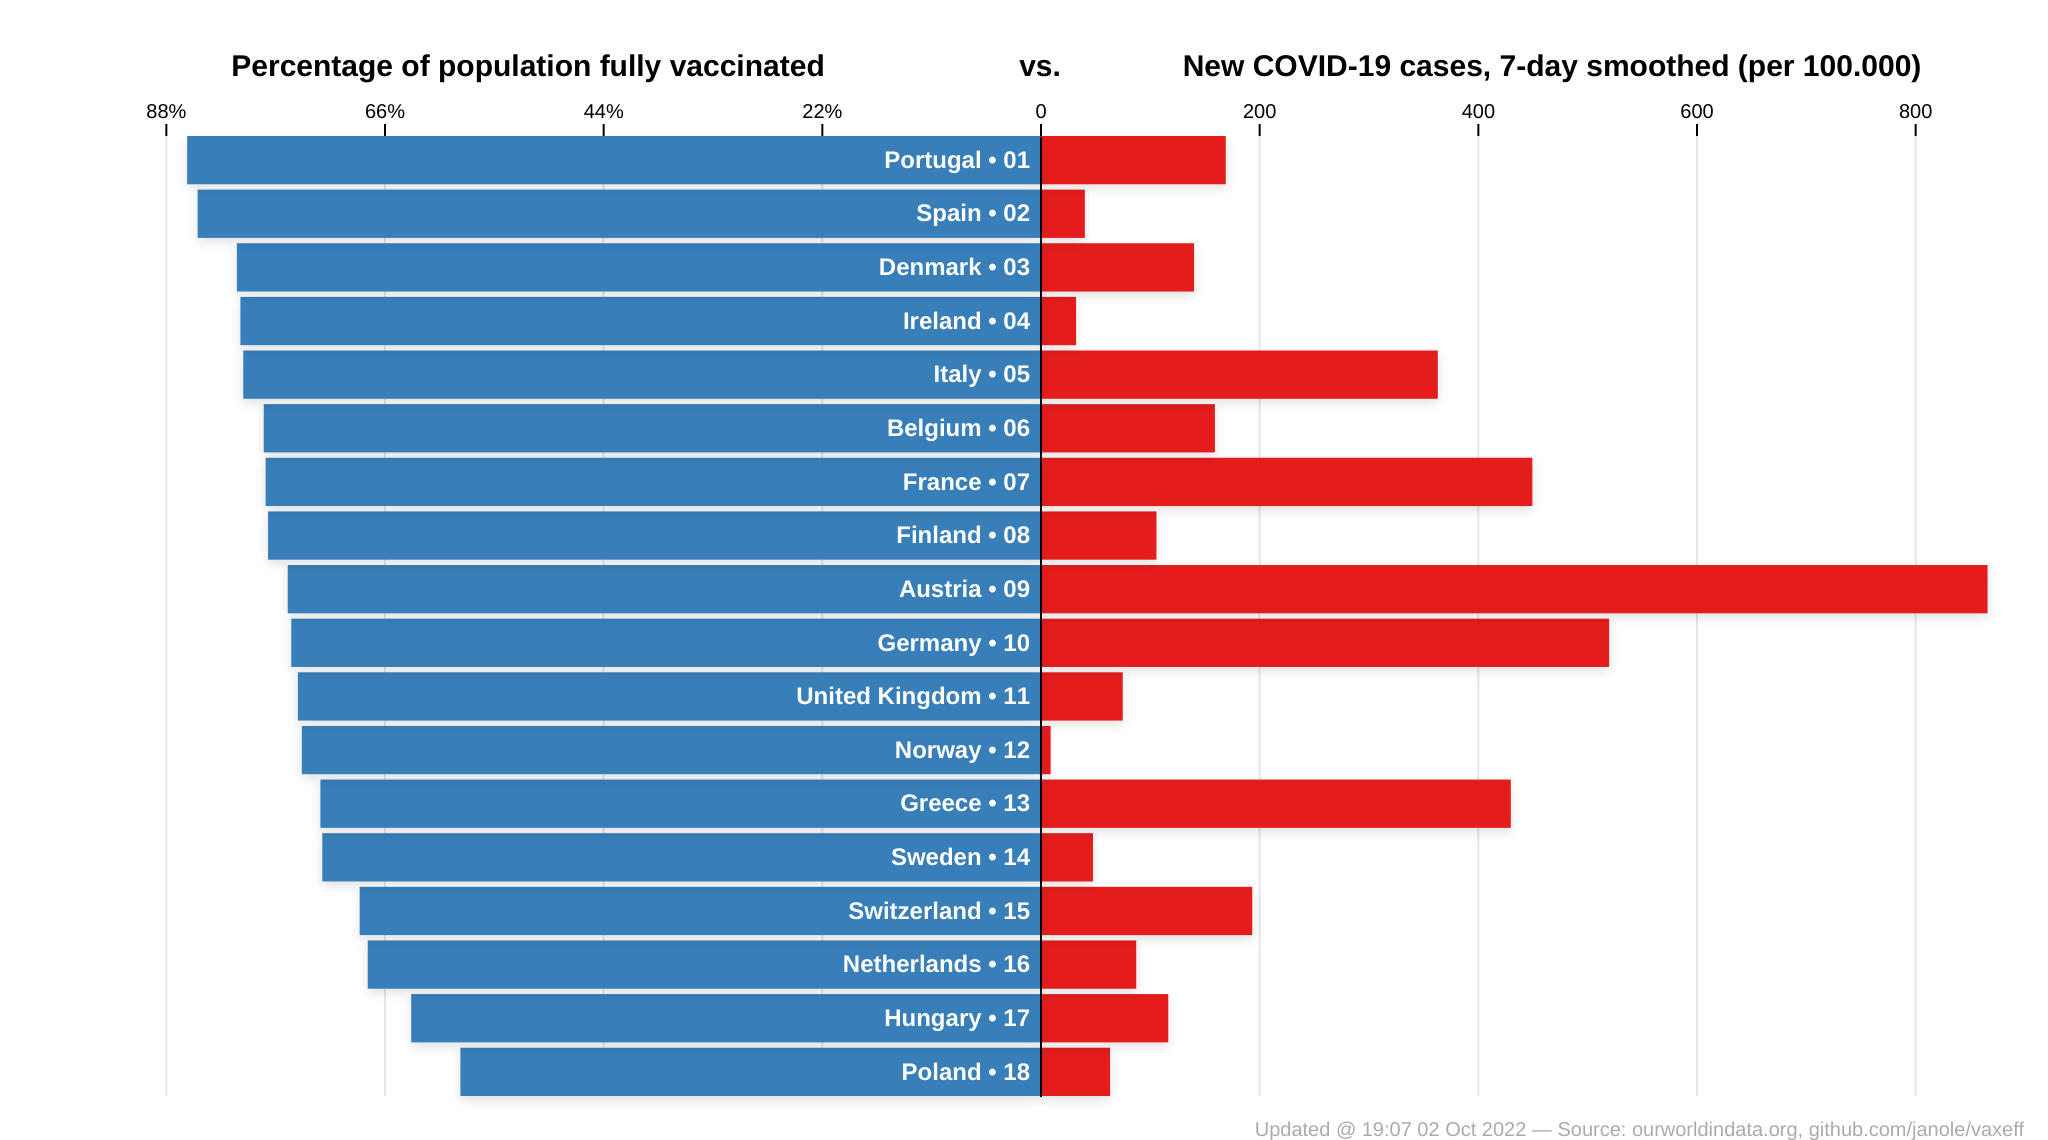 Percentage of population fully vaccinated vs. New COVID-19 cases, 7-day smoothed (per 100.000)
88% 66% 44% 22% 0 200 400 600 800
Portugal • 01
Spain • 02
Denmark • 03
Ireland • 04
Italy • 05
Belgium • 06
France • 07
Finland • 08
Austria • 09
Germany • 10
United Kingdom • 11
Norway • 12
Greece • 13
Sweden • 14
Switzerland • 15
Netherlands • 16
Hungary • 17
Poland • 18
Updated @ 19:07 02 Oct 2022 — Source: ourworldindata.org, github.com/janole/vaxeff